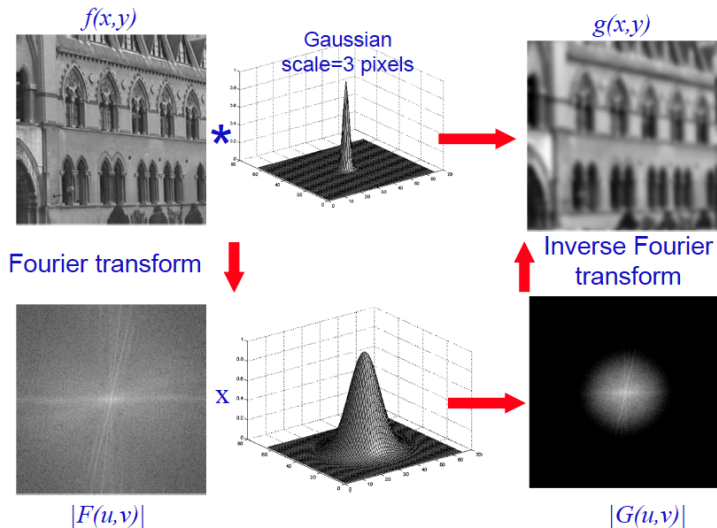 f(x,y)
Gaussian
scale=3 pixels
g(x,y)
*
Fourier transform
Inverse Fourier
transform
x
|F(u,v)|
|G(u,v)|